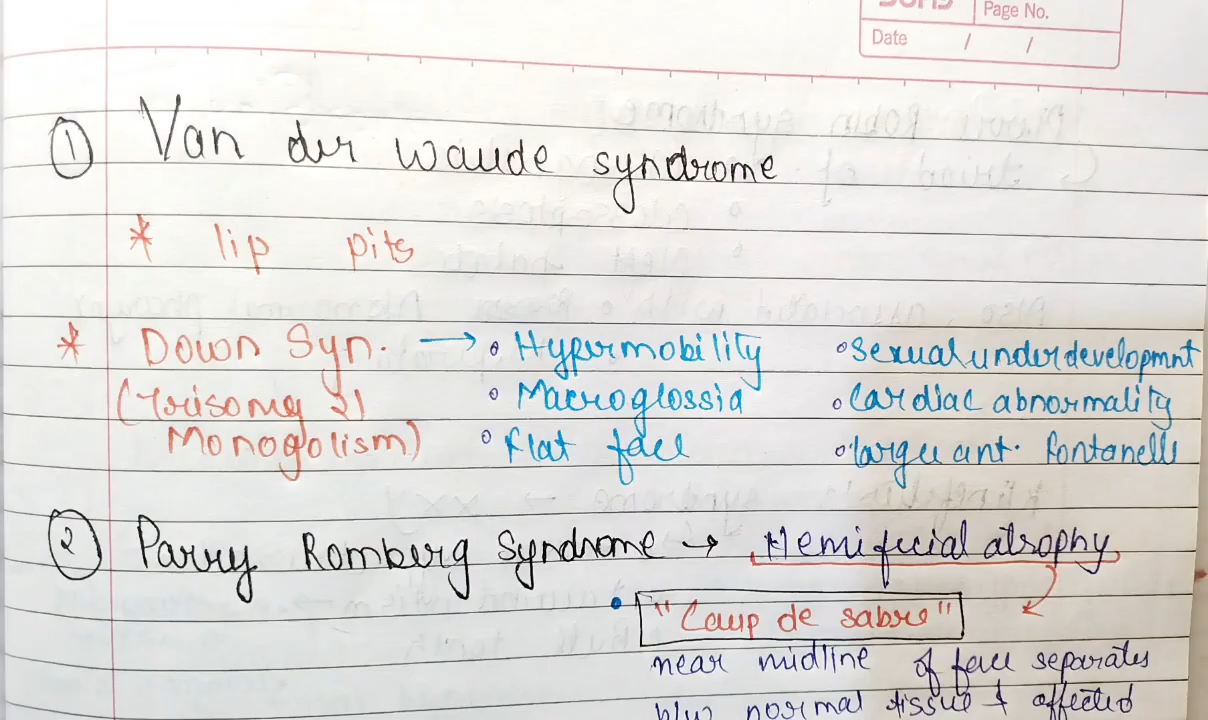 Page No.
Date / /
① Van der waude syndrome
* lip pits
* Down Syn. → • Hypermobility • sexual underdevelopmnt
(Trisomy 21 • Macroglossia • cardiac abnormality
Monogolism) • flat face • large ant. fontanelle
② Parry Romberg Syndrome → Hemifecial atrophy
• "Coup de sabre"
near midline of face separates
b/w normal tissue & affected